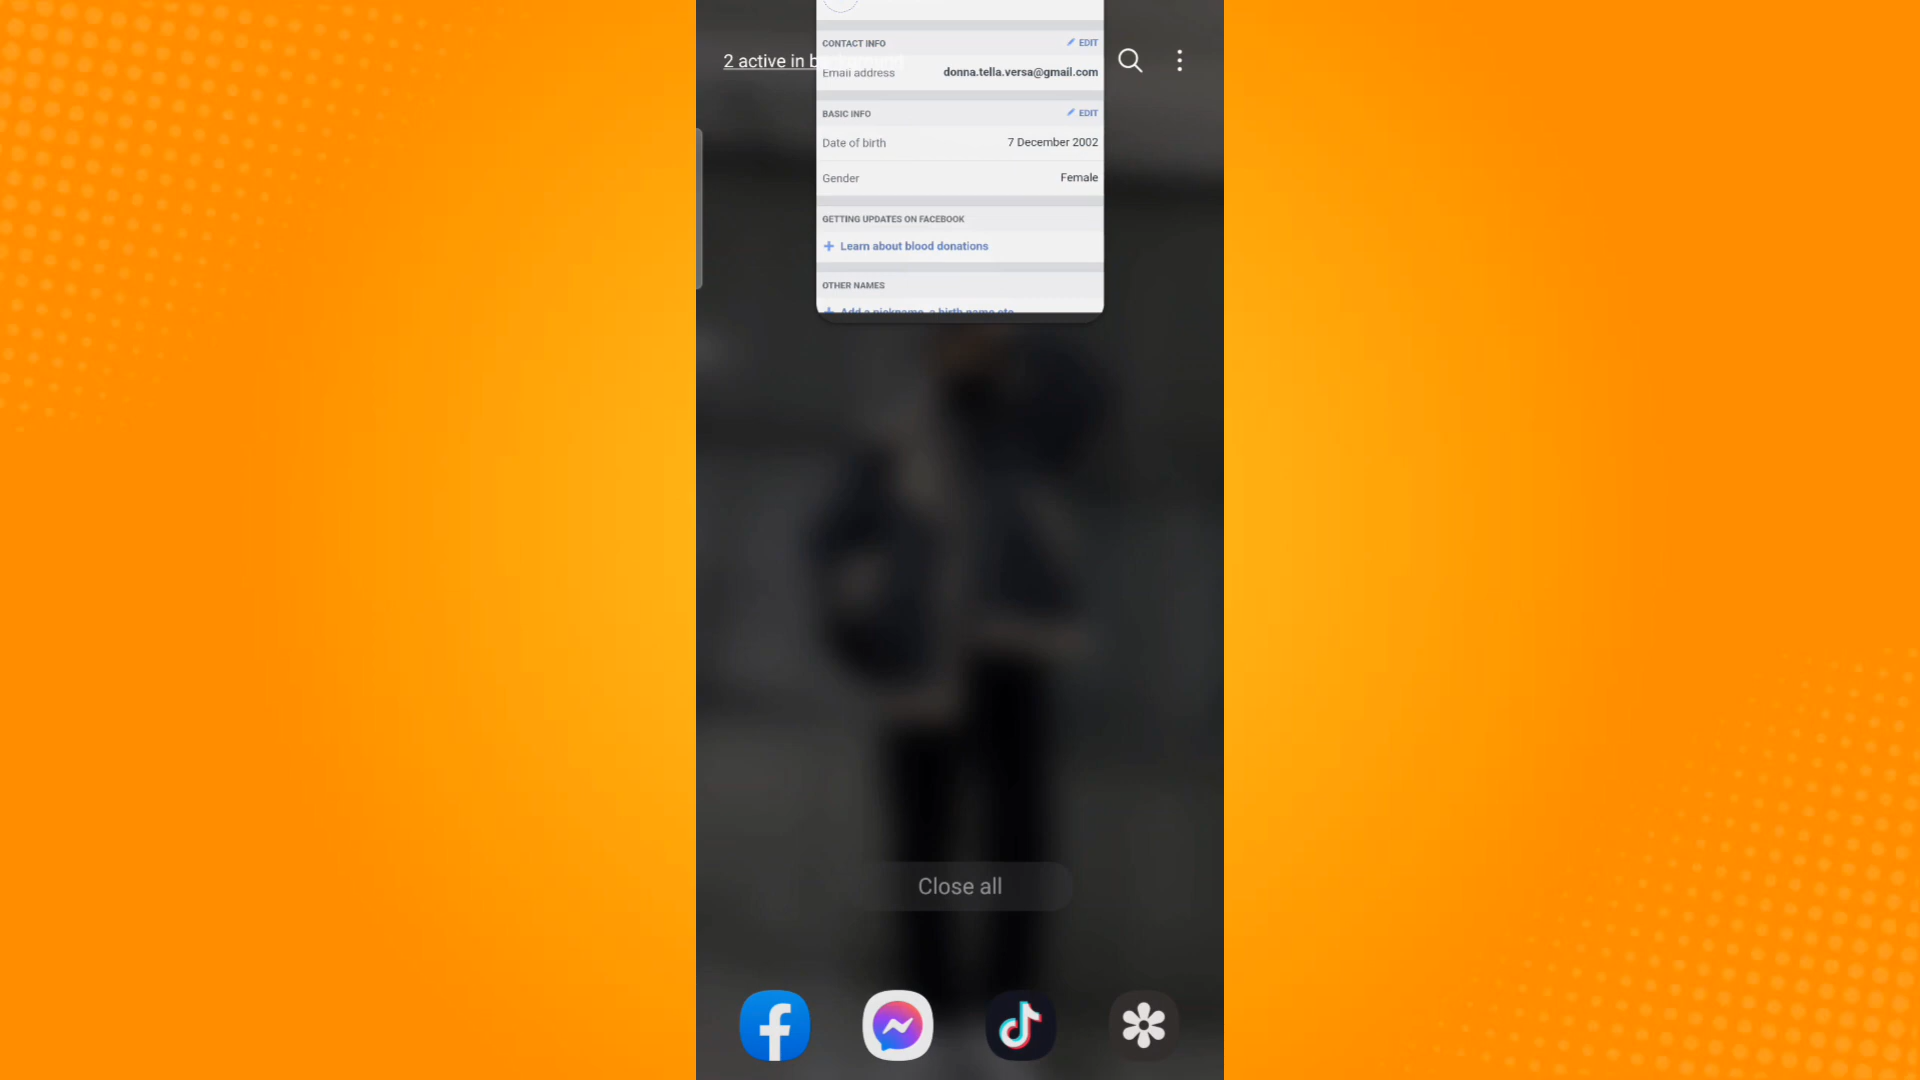 CONTACT INFO EDIT
2 active in b
Email address donna.tella.versa@gmail.com
BASIC INFO EDIT
Date of birth 7 December 2002
Gender Female
GETTING UPDATES ON FACEBOOK
+ Learn about blood donations
OTHER NAMES
+ Add a nickname, a birth name etc
Close all